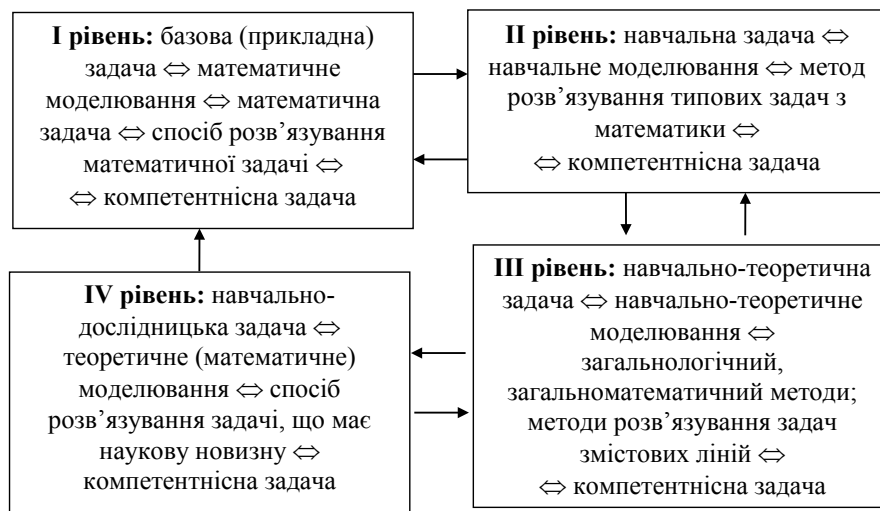 І рівень: базова (прикладна)
задача ⇔ математичне
моделювання ⇔ математична
задача ⇔ спосіб розв’язування
математичної задачі ⇔
⇔ компетентнісна задача
ІІ рівень: навчальна задача ⇔
навчальне моделювання ⇔ метод
розв’язування типових задач з
математики ⇔
⇔ компетентнісна задача
ІІІ рівень: навчально-теоретична
задача ⇔ навчально-теоретичне
моделювання ⇔
загальнологічний,
загальноматематичний методи;
методи розв’язування задач
змістових ліній ⇔
⇔ компетентнісна задача
IV рівень: навчально-
дослідницька задача ⇔
теоретичне (математичне)
моделювання ⇔ спосіб
розв’язування задачі, що має
наукову новизну ⇔
компетентнісна задача